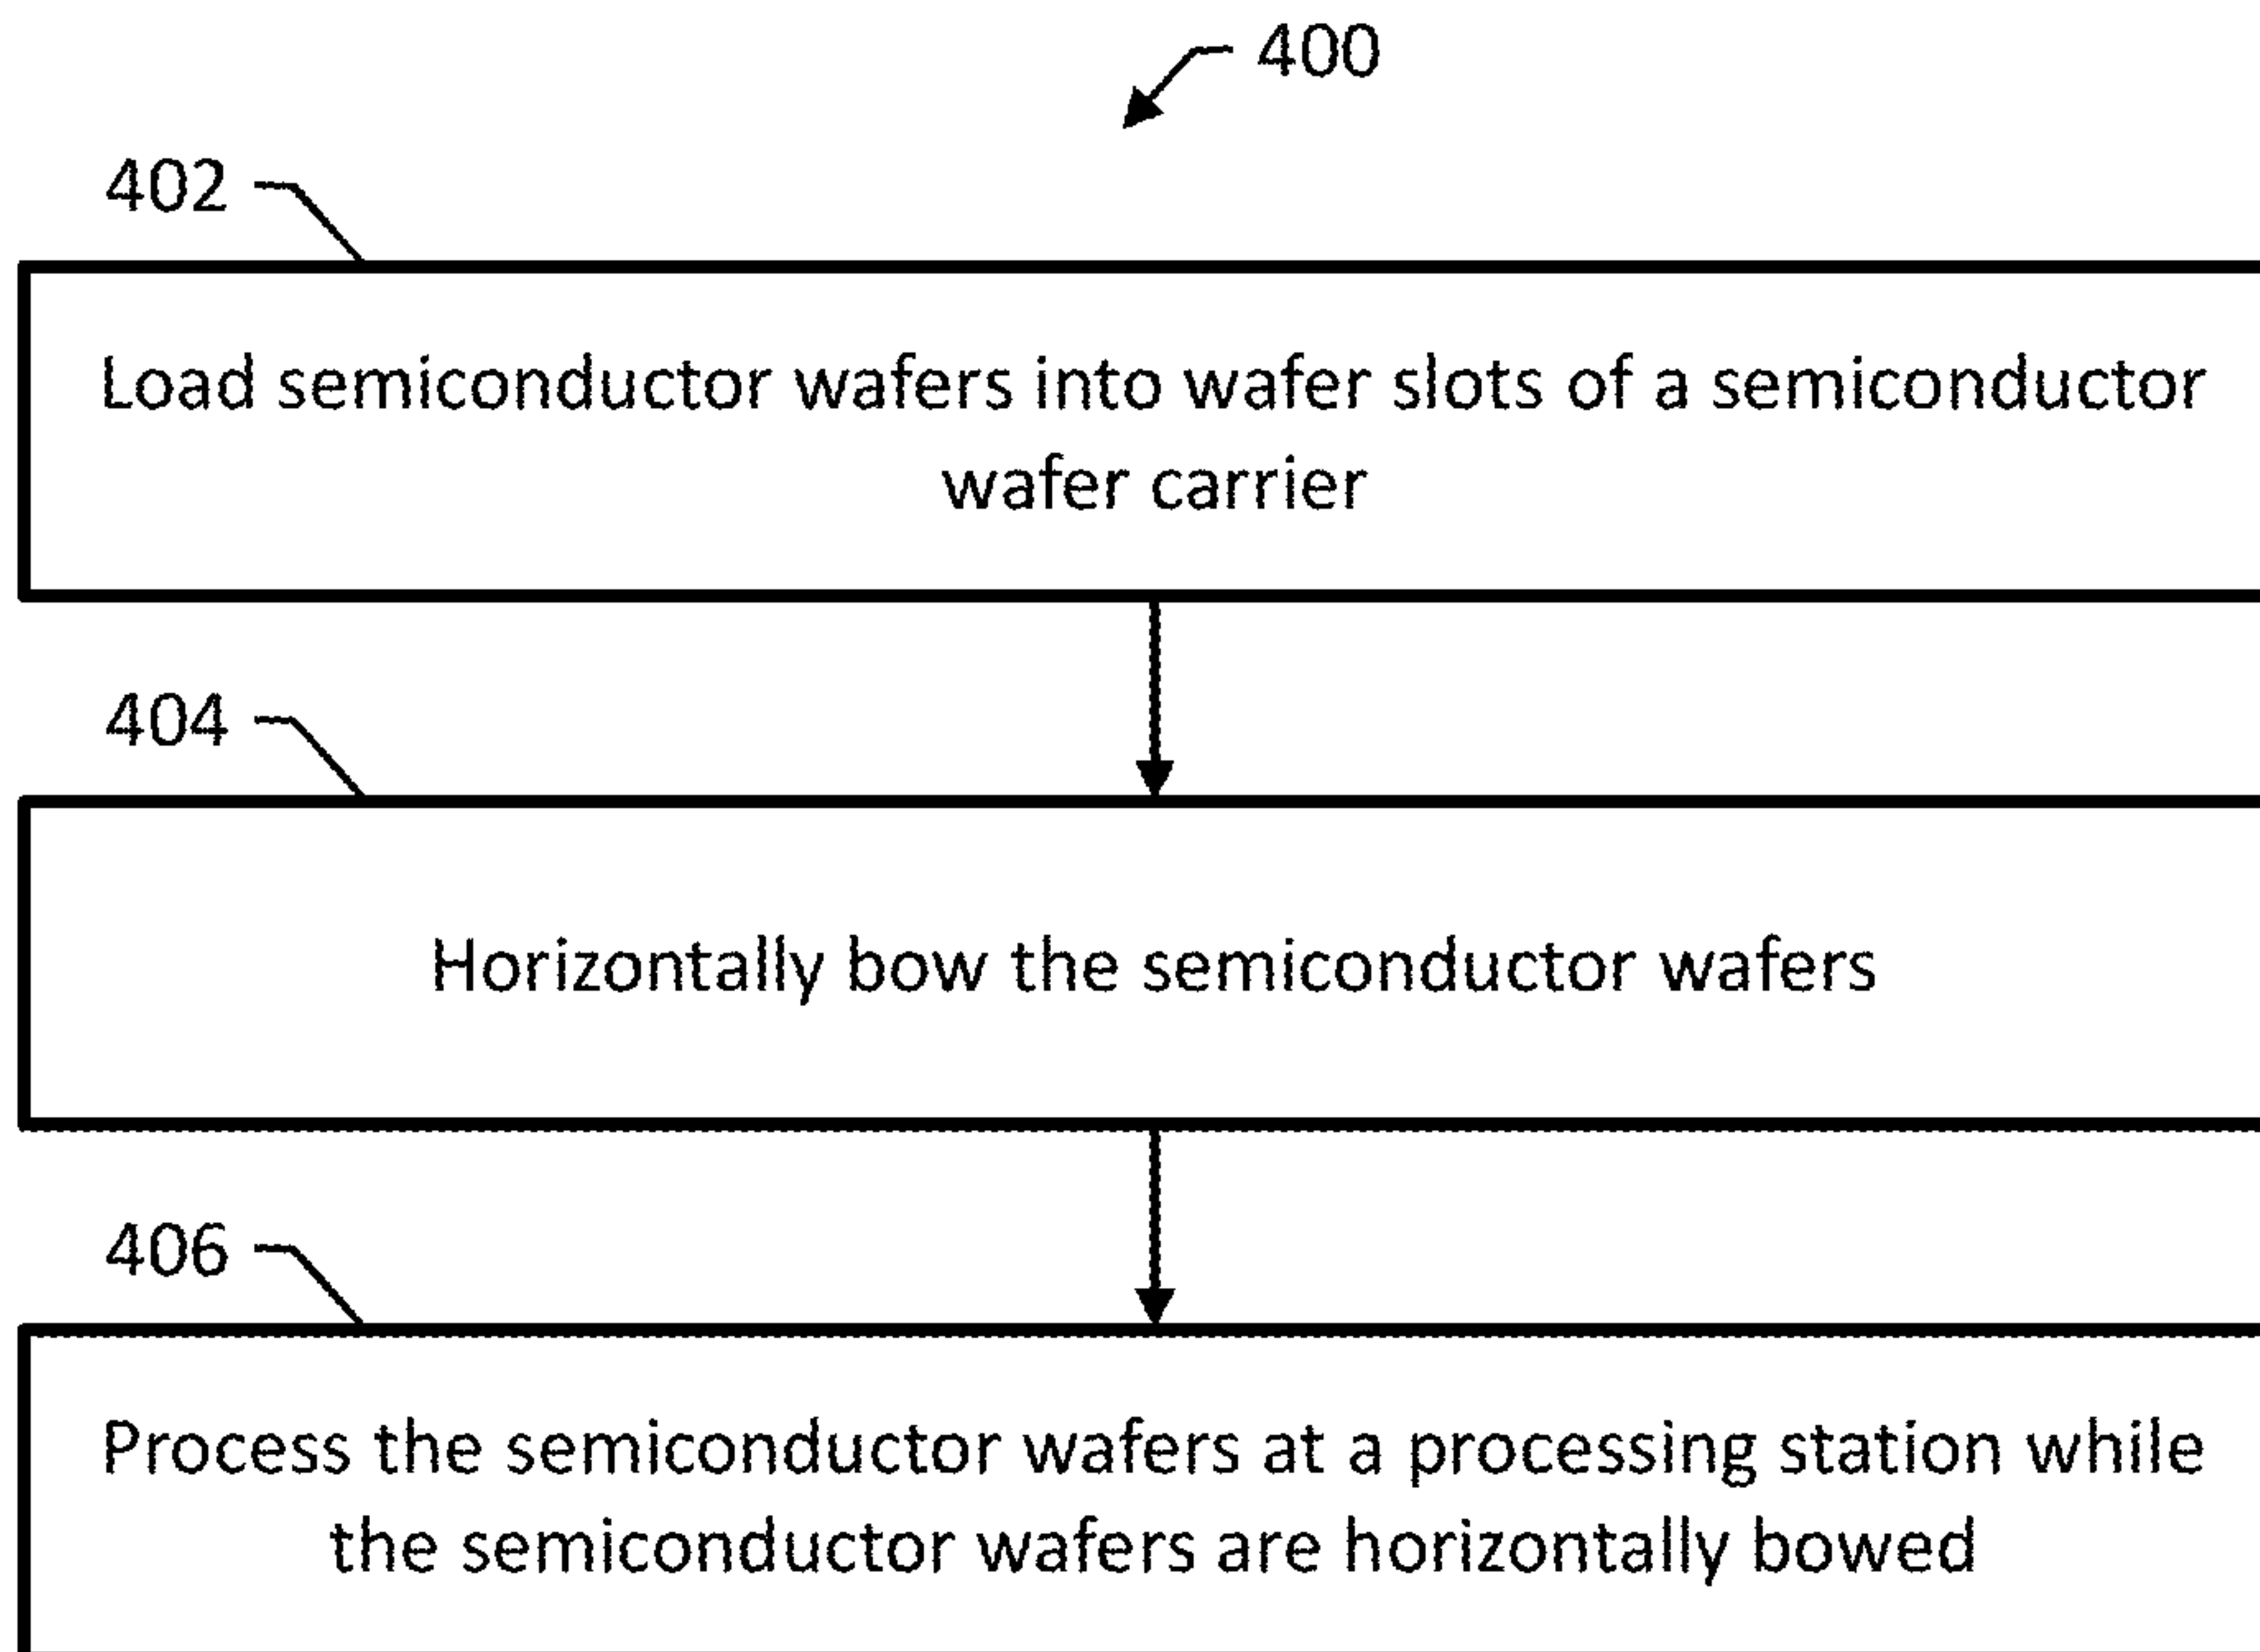 400
402
Load semiconductor wafers into wafer slots of a semiconductor
wafer carrier
404
Horizontally bow the semiconductor wafers
406
Process the semiconductor wafers at a processing station while
the semiconductor wafers are horizontally bowed